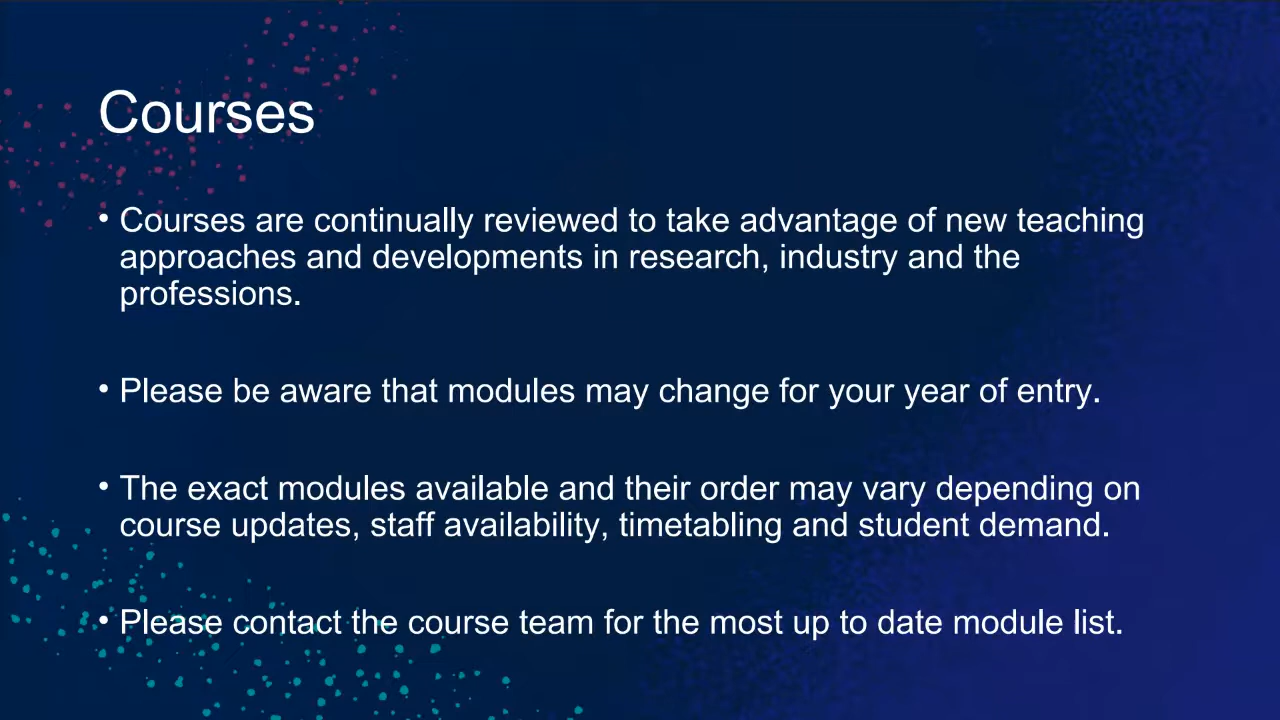 Courses
• Courses are continually reviewed to take advantage of new teaching
approaches and developments in research, industry and the
professions.
• Please be aware that modules may change for your year of entry.
• The exact modules available and their order may vary depending on
course updates, staff availability, timetabling and student demand.
• Please contact the course team for the most up to date module list.